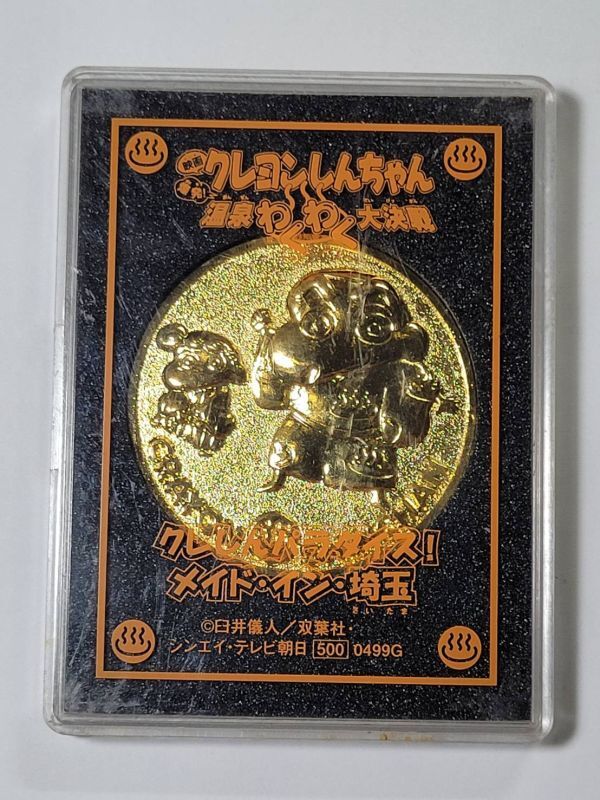 映画
クレヨンしんちゃん
爆発!
温泉わくわく大決戦
CRAYON
CHAN
クレしんパラダイス!
メイド・イン・埼玉
さいたま
©臼井儀人／双葉社・
シンエイ・テレビ朝日 500 0499G